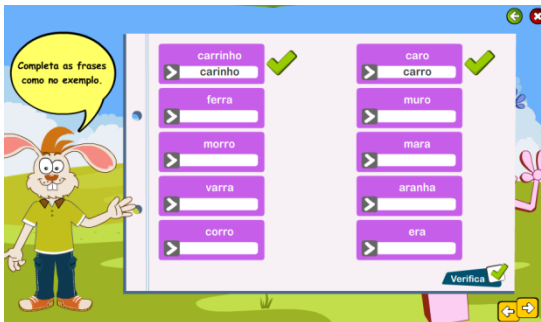 Completa as frases
como no exemplo.
carrinho
carinho
ferra
morro
varra
corro
caro
carro
muro
mara
aranha
era
Verifica